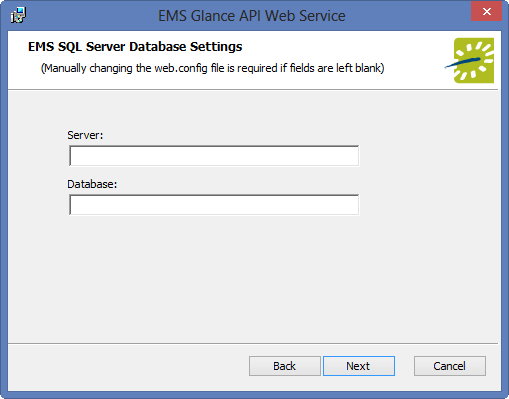 EMS Glance API Web Service
EMS SQL Server Database Settings
(Manually changing the web.config file is required if fields are left blank)
Server:
Database:
Back Next Cancel